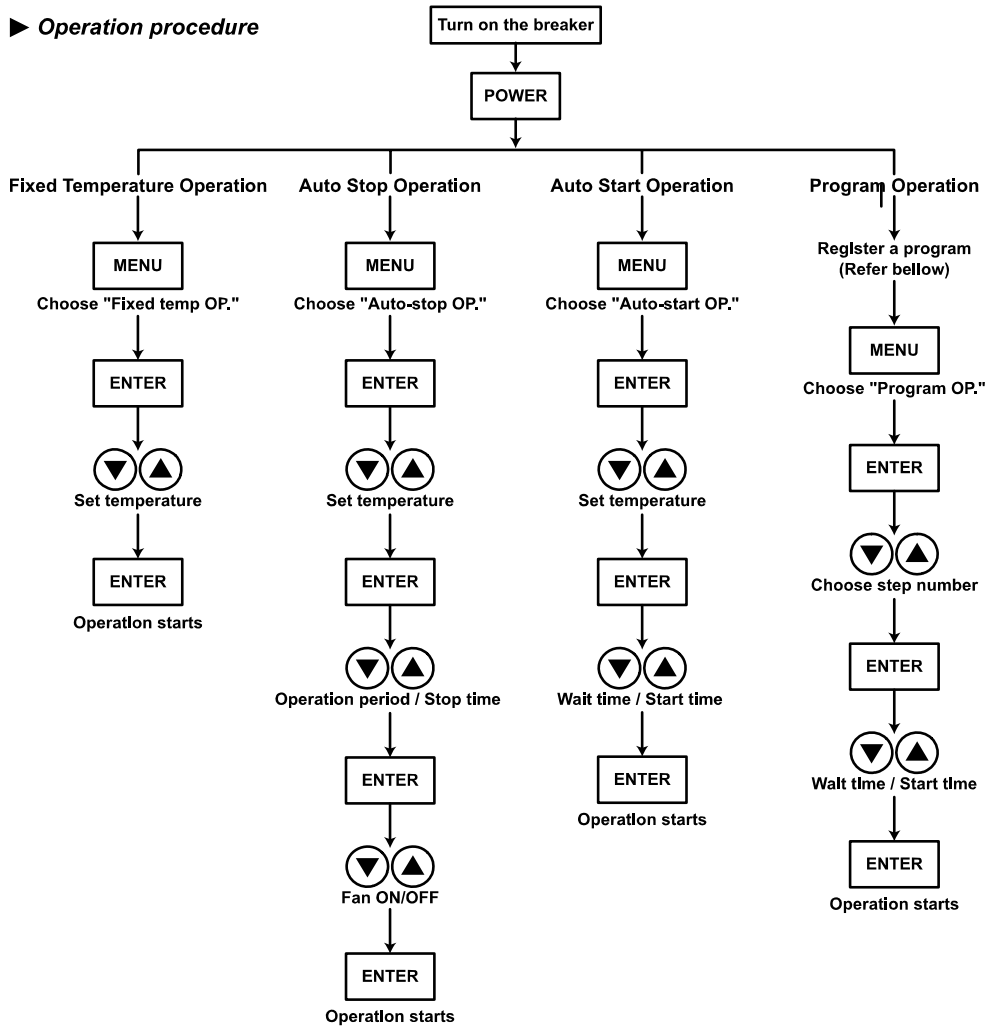 ▶ Operation procedure
Turn on the breaker
POWER
Fixed Temperature Operation
MENU
Choose "Fixed temp OP."
ENTER
▼ ▲
Set temperature
ENTER
Operation starts
Auto Stop Operation
MENU
Choose "Auto-stop OP."
ENTER
▼ ▲
Set temperature
ENTER
▼ ▲
Operation period / Stop time
ENTER
▼ ▲
Fan ON/OFF
ENTER
Operation starts
Auto Start Operation
MENU
Choose "Auto-start OP."
ENTER
▼ ▲
Set temperature
ENTER
▼ ▲
Wait time / Start time
ENTER
Operation starts
Program Operation
Register a program
(Refer bellow)
MENU
Choose "Program OP."
ENTER
▼ ▲
Choose step number
ENTER
▼ ▲
Wait time / Start time
ENTER
Operation starts